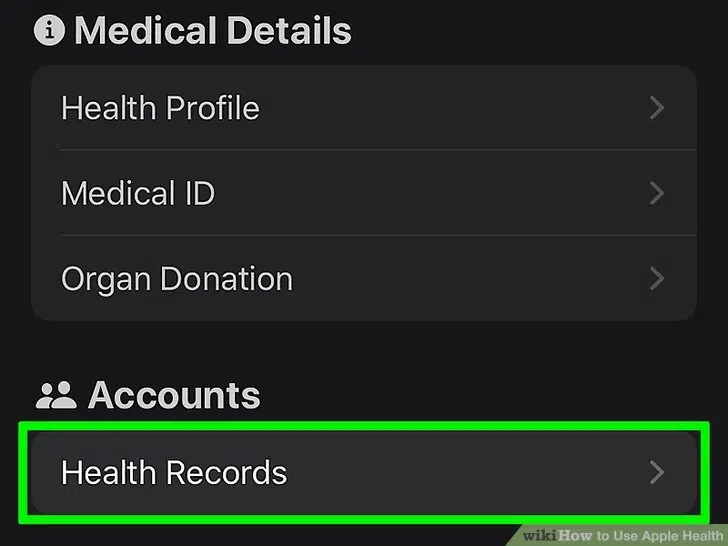 Medical Details
Health Profile
Medical ID
Organ Donation
Accounts
Health Records
wikiHow to Use Apple Health